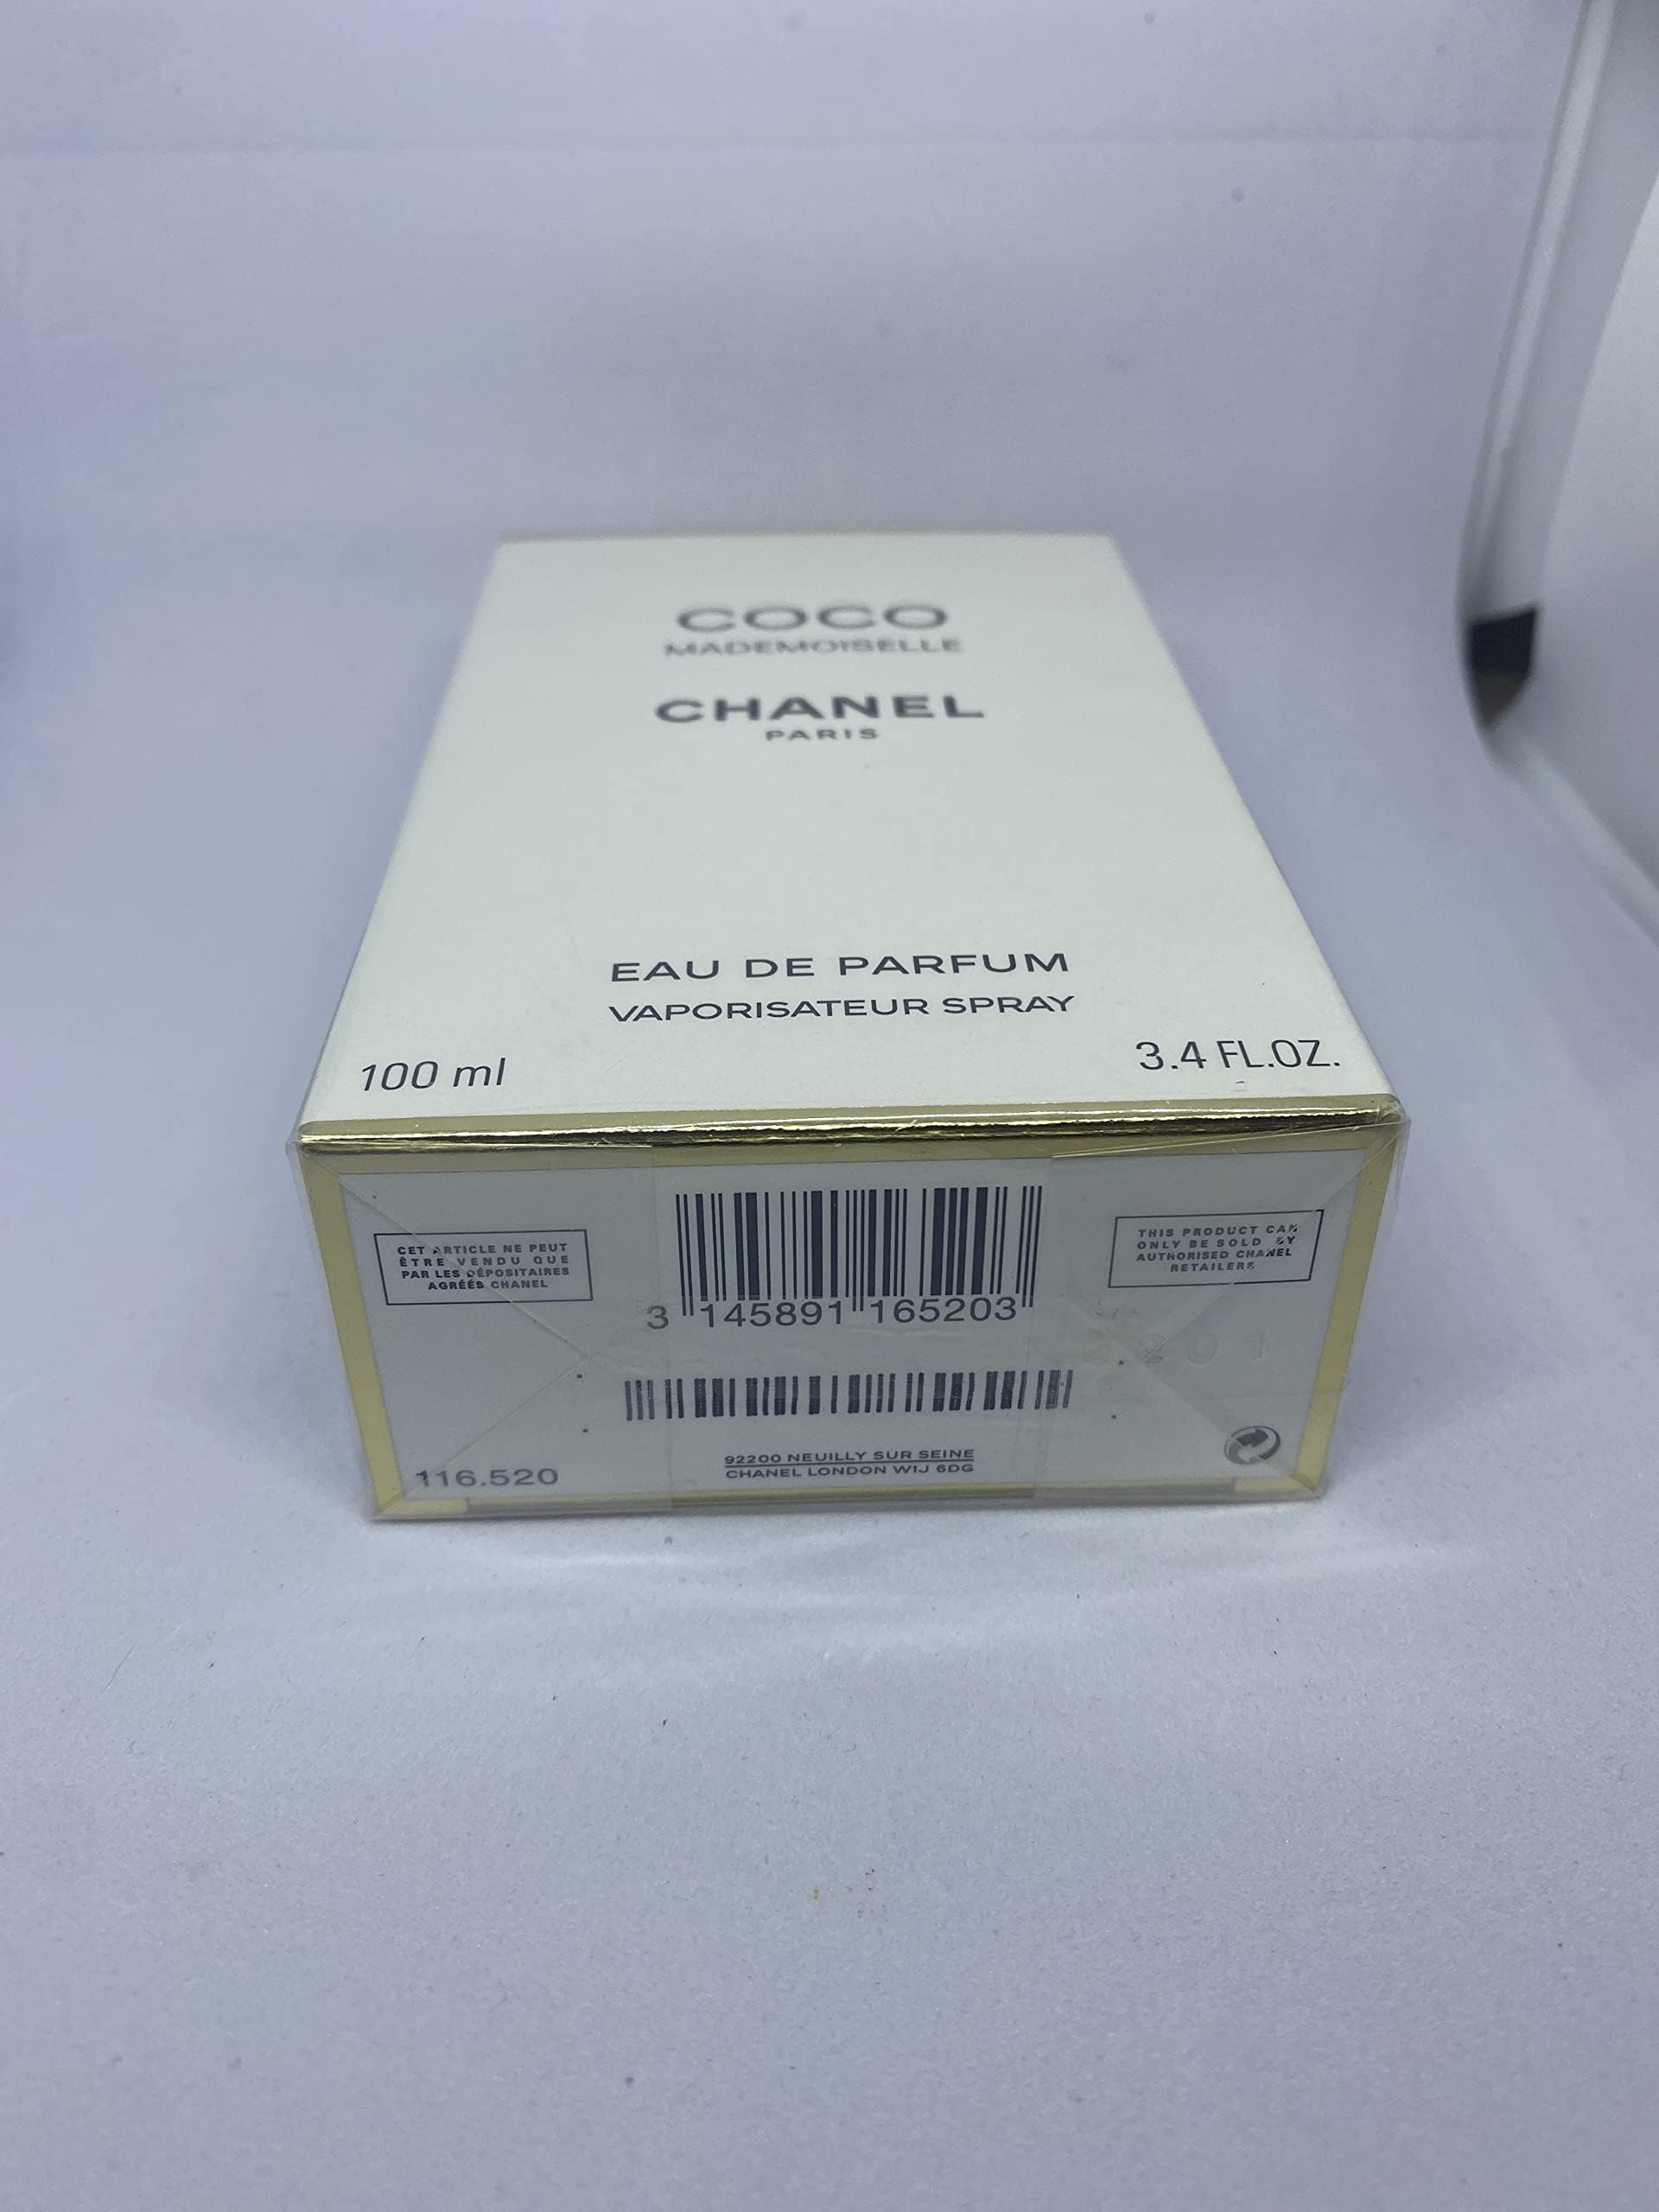 COCO
MADEMOISELLE
CHANEL
PARIS
EAU DE PARFUM
VAPORISATEUR SPRAY
100 ml
3.4 FL.OZ.
CET ARTICLE NE PEUT
ÊTRE VENDU QUE
PAR LES DÉPOSITAIRES
AGRÉÉS CHANEL
THIS PRODUCT CAN
ONLY BE SOLD BY
AUTHORISED CHANEL
RETAILERS
3 145891 165203
116.520
92200 NEUILLY SUR SEINE
CHANEL LONDON W1J 6DG